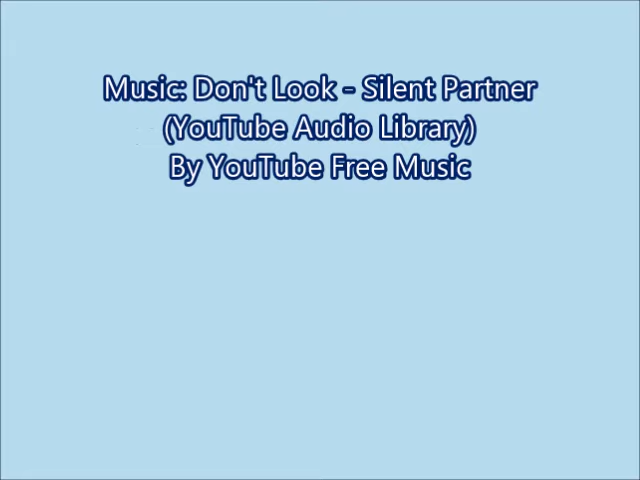 Music: Don't Look - Silent Partner
(YouTube Audio Library)
By YouTube Free Music